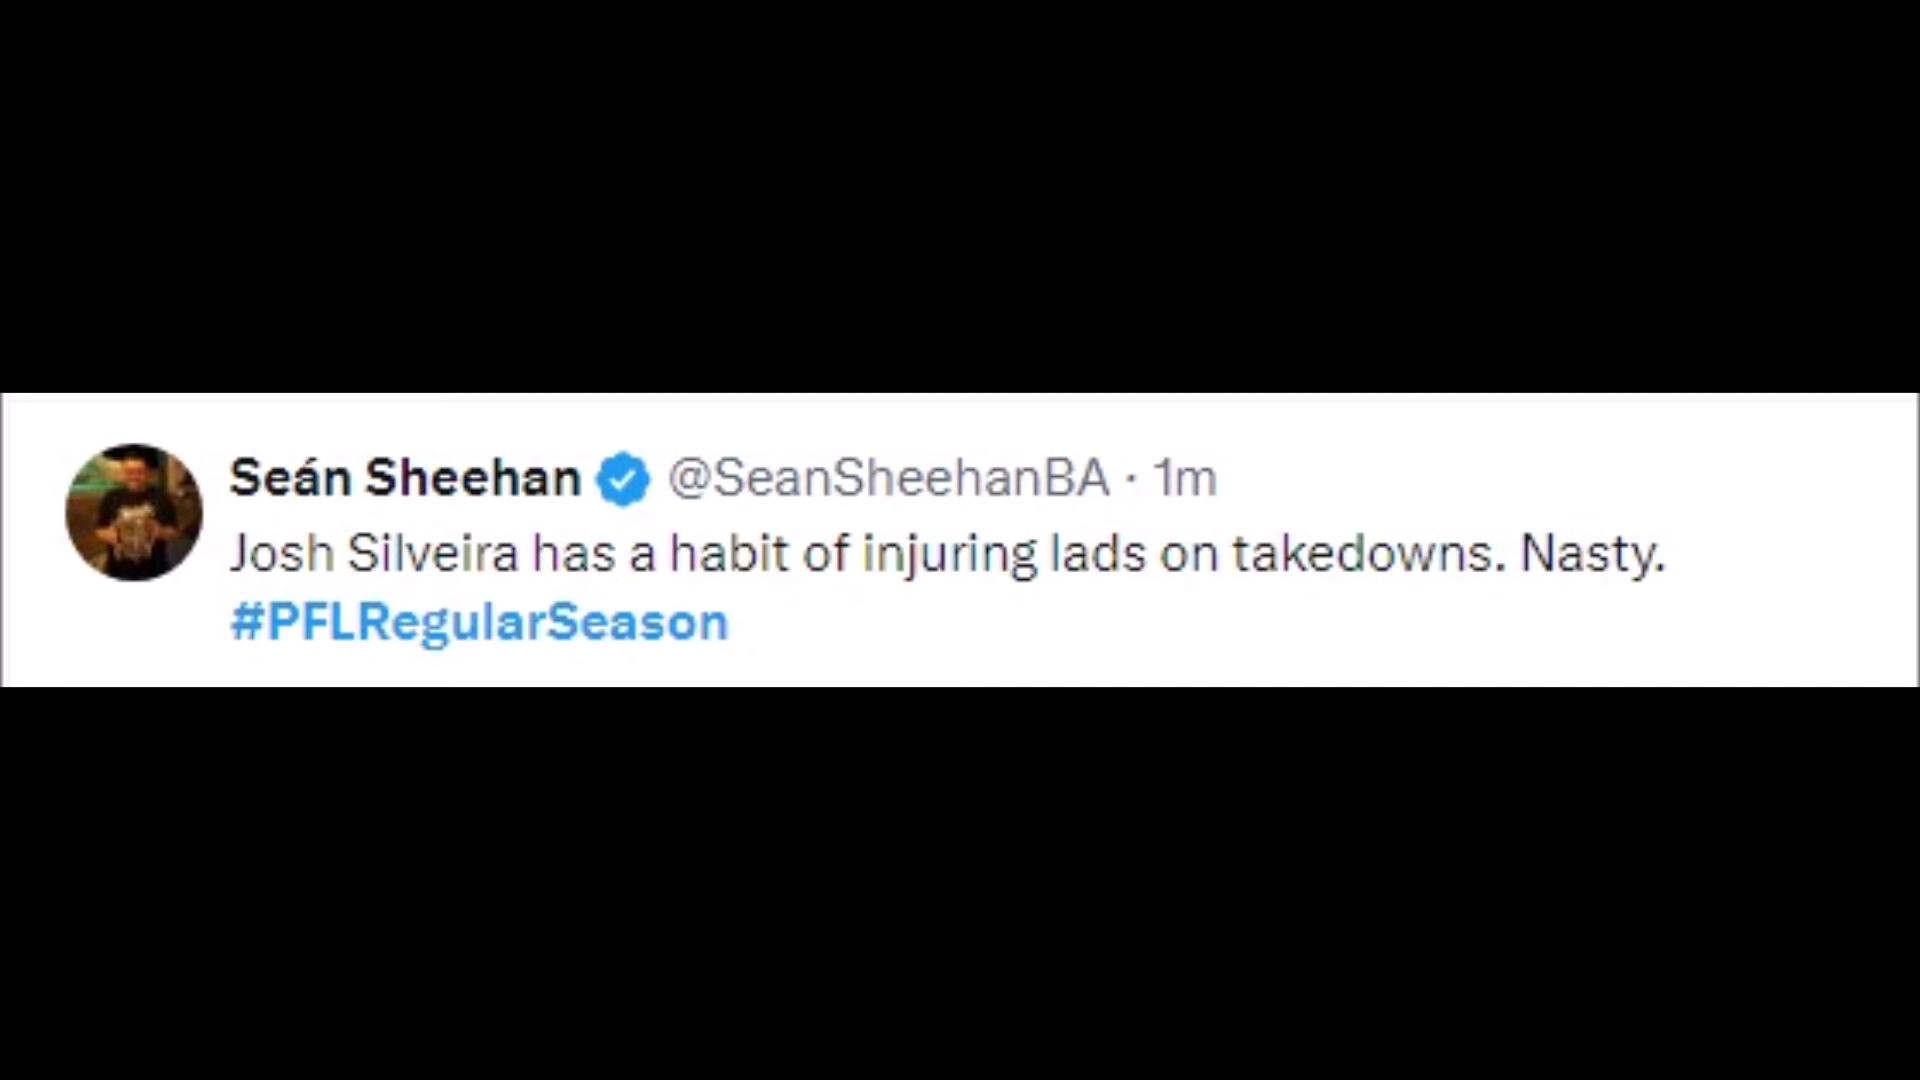 Seán Sheehan @SeanSheehanBA · 1m
Josh Silveira has a habit of injuring lads on takedowns. Nasty.
#PFLRegularSeason